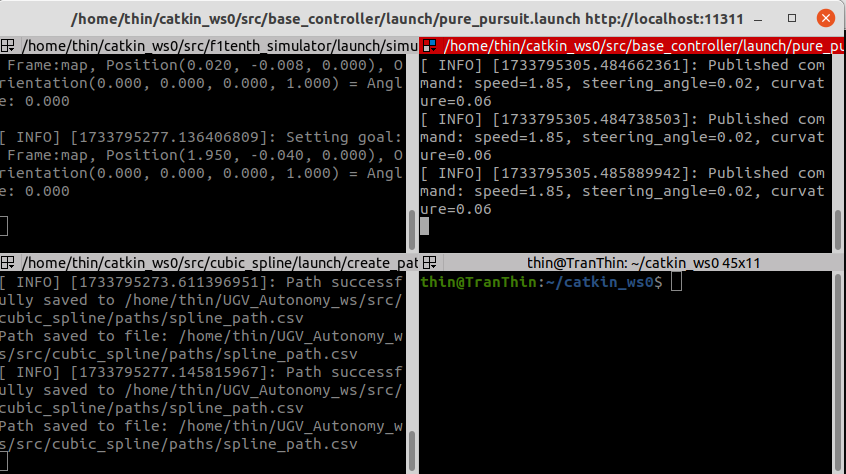 /home/thin/catkin_ws0/src/base_controller/launch/pure_pursuit.launch http://localhost:11311
/home/thin/catkin_ws0/src/f1tenth_simulator/launch/simu
Frame:map, Position(0.020, -0.008, 0.000), O
rientation(0.000, 0.000, 0.000, 1.000) = Angl
e: 0.000
[ INFO] [1733795277.136406809]: Setting goal:
Frame:map, Position(1.950, -0.040, 0.000), O
rientation(0.000, 0.000, 0.000, 1.000) = Angl
e: 0.000
/home/thin/catkin_ws0/src/base_controller/launch/pure_pu
[ INFO] [1733795305.484662361]: Published com
mand: speed=1.85, steering_angle=0.02, curvat
ure=0.06
[ INFO] [1733795305.484738503]: Published com
mand: speed=1.85, steering_angle=0.02, curvat
ure=0.06
[ INFO] [1733795305.485889942]: Published com
mand: speed=1.85, steering_angle=0.02, curvat
ure=0.06
/home/thin/catkin_ws0/src/cubic_spline/launch/create_pat
[ INFO] [1733795273.611396951]: Path successf
ully saved to /home/thin/UGV_Autonomy_ws/src/
cubic_spline/paths/spline_path.csv
Path saved to file: /home/thin/UGV_Autonomy_w
s/src/cubic_spline/paths/spline_path.csv
[ INFO] [1733795277.145815967]: Path successf
ully saved to /home/thin/UGV_Autonomy_ws/src/
cubic_spline/paths/spline_path.csv
Path saved to file: /home/thin/UGV_Autonomy_w
s/src/cubic_spline/paths/spline_path.csv
thin@TranThin: ~/catkin_ws0 45x11
thin@TranThin:~/catkin_ws0$